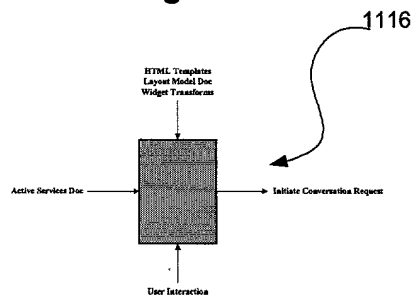 1116
HTML Templates
Layout Model Doc
Widget Transforms
Active Services Doc
Initiate Conversation Request
User Interaction